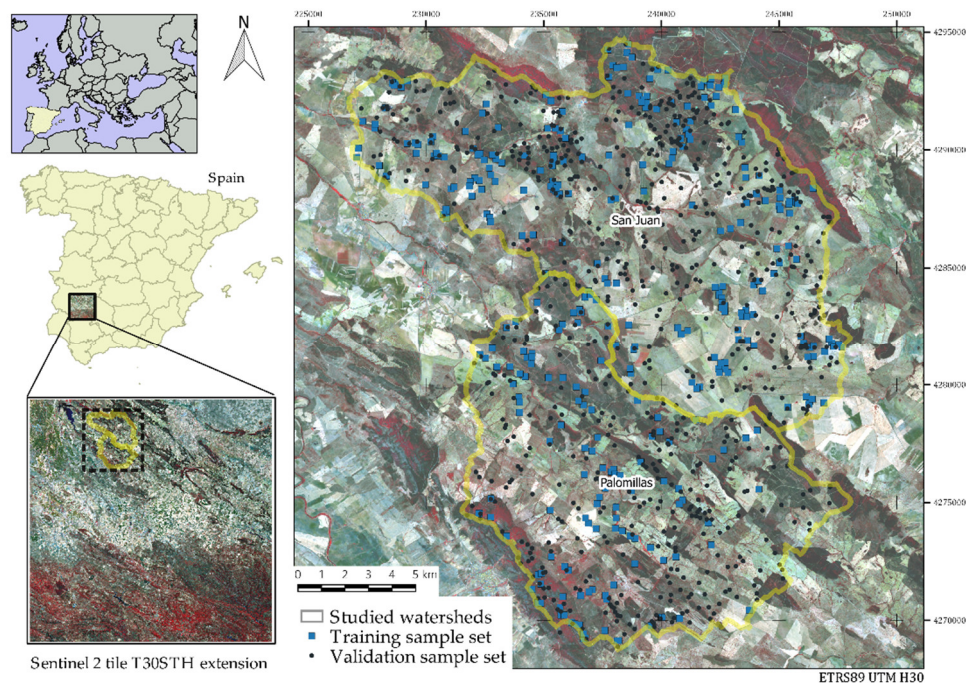 225000 230000 235000 240000 245000 250000
N
4295000
4290000
Spain
San Juan
4285000
4280000
Palomillas
4275000
0 1 2 3 4 5 km
Studied watersheds
Training sample set
Validation sample set
4270000
Sentinel 2 tile T30STH extension
ETRS89 UTM H30